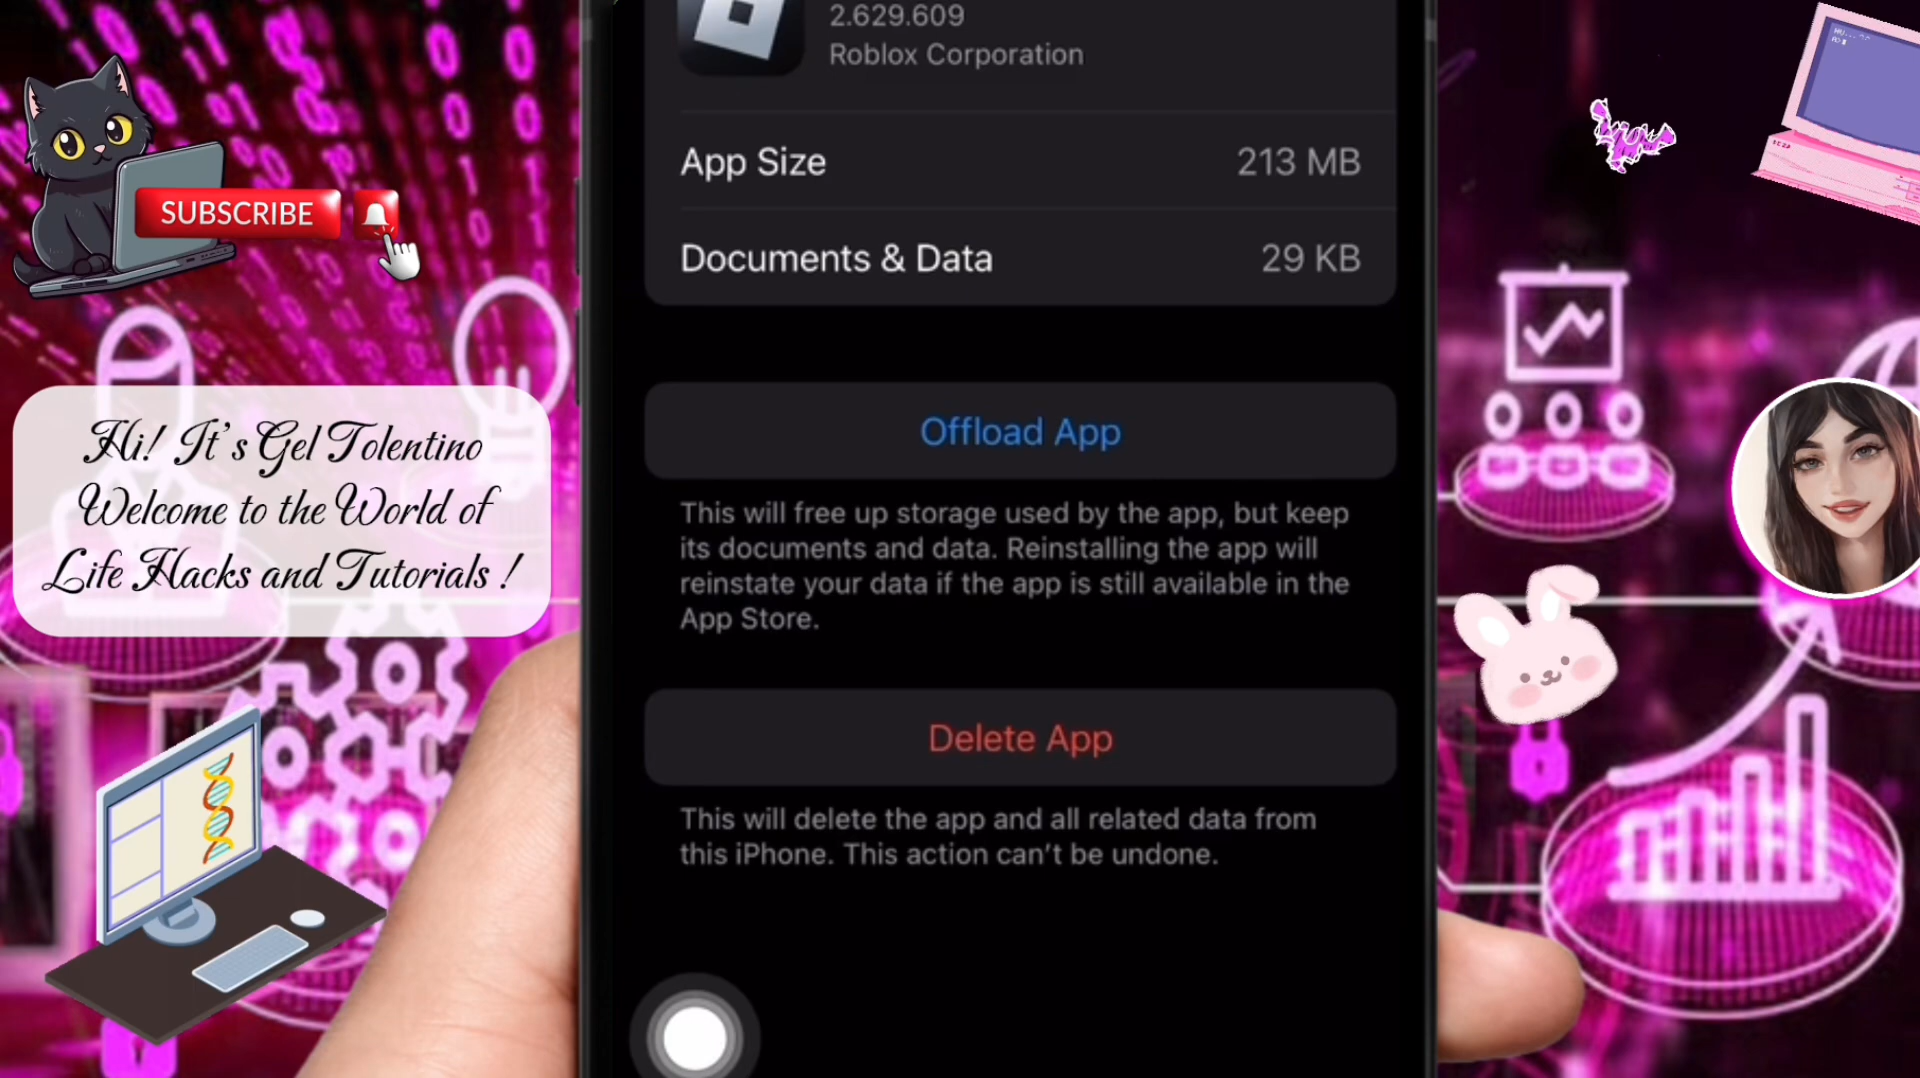 2.629.609
Roblox Corporation
App Size 213 MB
Documents & Data 29 KB
SUBSCRIBE
Hi! It's Gel Tolentino
Welcome to the World of
Life Hacks and Tutorials !
Offload App
This will free up storage used by the app, but keep
its documents and data. Reinstalling the app will
reinstate your data if the app is still available in the
App Store.
Delete App
This will delete the app and all related data from
this iPhone. This action can't be undone.